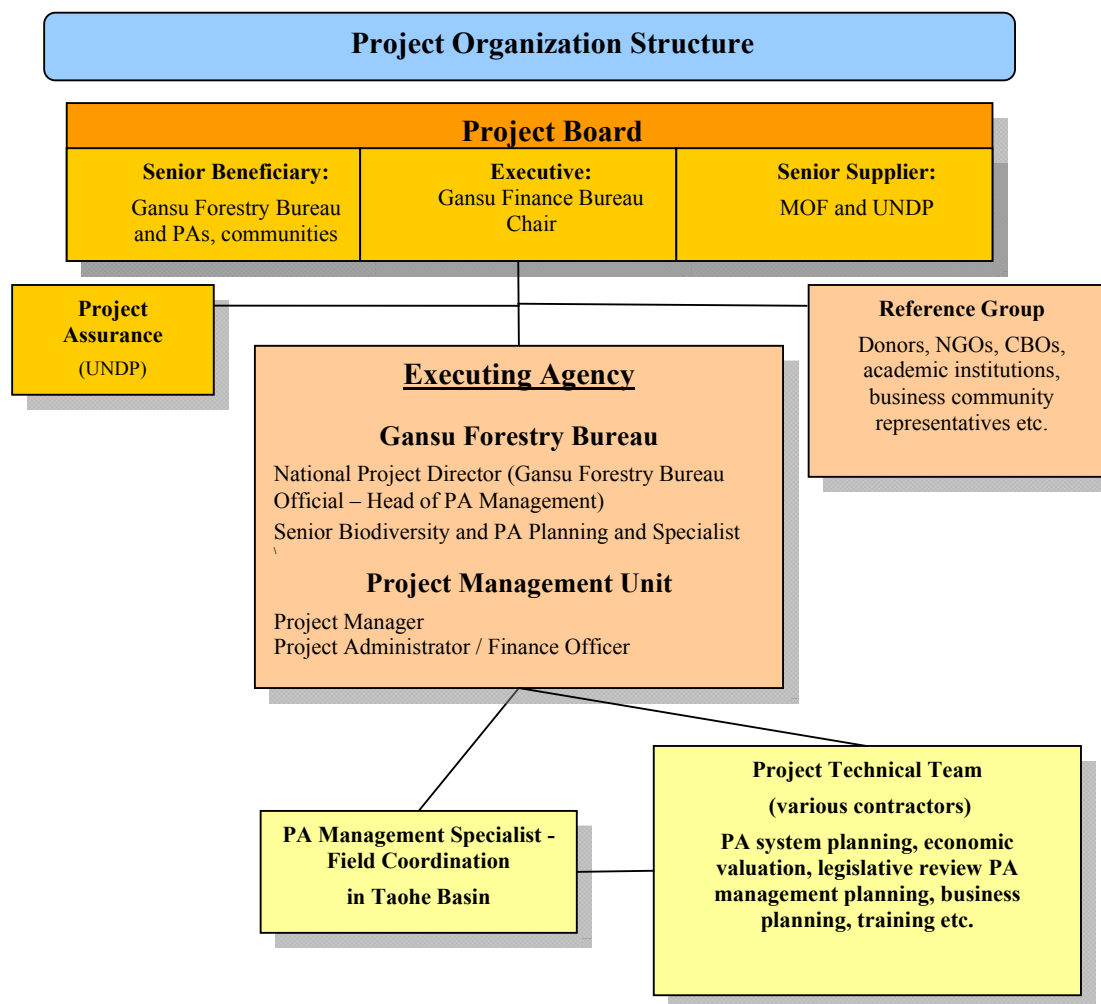 Project Organization Structure
Project Board
Senior Beneficiary:
Gansu Forestry Bureau
and PAs, communities
Executive:
Gansu Finance Bureau
Chair
Senior Supplier:
MOF and UNDP
Project
Assurance
(UNDP)
Reference Group
Donors, NGOs, CBOs,
academic institutions,
business community
representatives etc.
Executing Agency
Gansu Forestry Bureau
National Project Director (Gansu Forestry Bureau
Official – Head of PA Management)
Senior Biodiversity and PA Planning and Specialist
\
Project Management Unit
Project Manager
Project Administrator / Finance Officer
PA Management Specialist -
Field Coordination
in Taohe Basin
Project Technical Team
(various contractors)
PA system planning, economic
valuation, legislative review PA
management planning, business
planning, training etc.